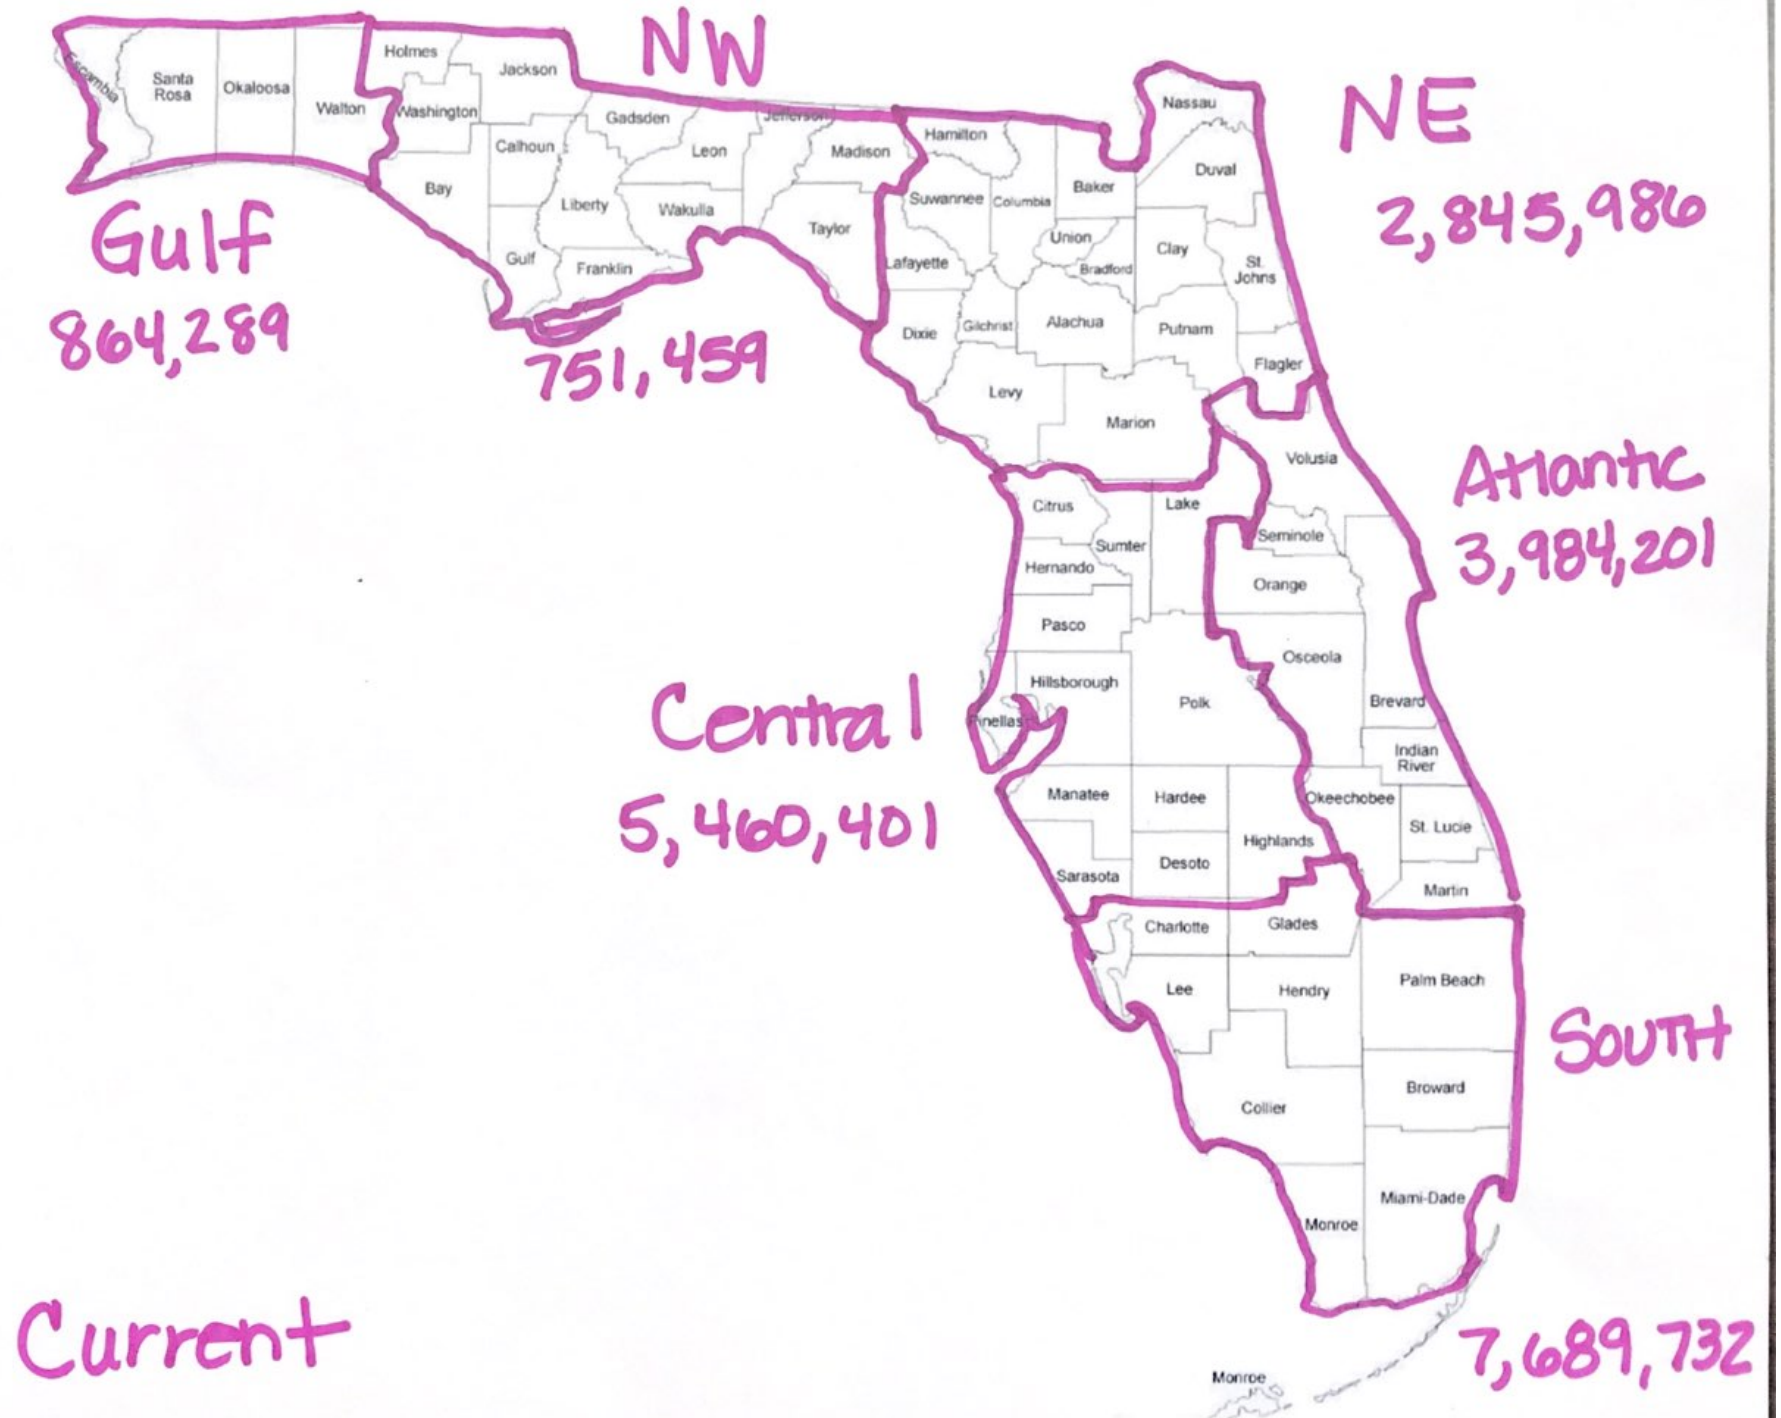 NW
NE
2,845,986
Gulf
864,289
751,459
Atlantic
3,984,201
Central
5,460,401
SOUTH
7,689,732
Current
Escambia
Santa
Rosa
Okaloosa
Walton
Holmes
Jackson
Washington
Calhoun
Bay
Gulf
Gadsden
Liberty
Franklin
Leon
Wakulla
Jefferson
Madison
Taylor
Hamilton
Suwannee
Columbia
Baker
Nassau
Duval
Union
Bradford
Clay
St.
Johns
Lafayette
Dixie
Gilchrist
Alachua
Putnam
Flagler
Levy
Marion
Volusia
Citrus
Sumter
Lake
Seminole
Hernando
Orange
Pasco
Osceola
Hillsborough
Pinellas
Polk
Brevard
Indian
River
Manatee
Hardee
Okeechobee
St. Lucie
Highlands
Sarasota
Desoto
Martin
Charlotte
Glades
Lee
Hendry
Palm Beach
Broward
Collier
Miami-Dade
Monroe
Monroe